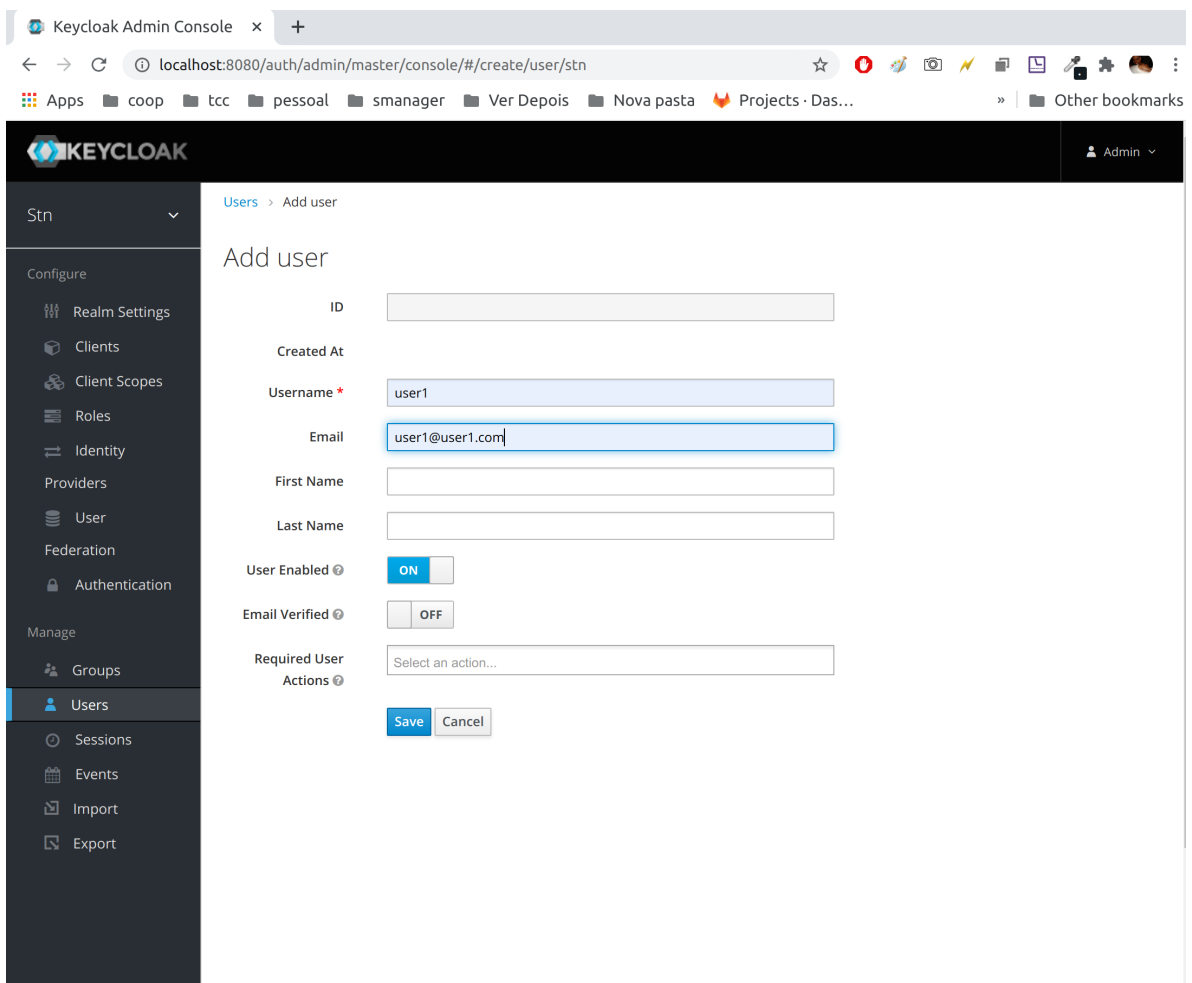 Keycloak Admin Console
localhost:8080/auth/admin/master/console/#/create/user/stn
Apps coop tcc pessoal smanager Ver Depois Nova pasta Projects · Das… » Other bookmarks
KEYCLOAK
Admin
Stn
Users > Add user
Add user
Configure
Realm Settings
Clients
Client Scopes
Roles
Identity
Providers
User
Federation
Authentication
Manage
Groups
Users
Sessions
Events
Import
Export
ID
Created At
Username * user1
Email user1@user1.com
First Name
Last Name
User Enabled ON
Email Verified OFF
Required User
Actions
Select an action...
Save Cancel